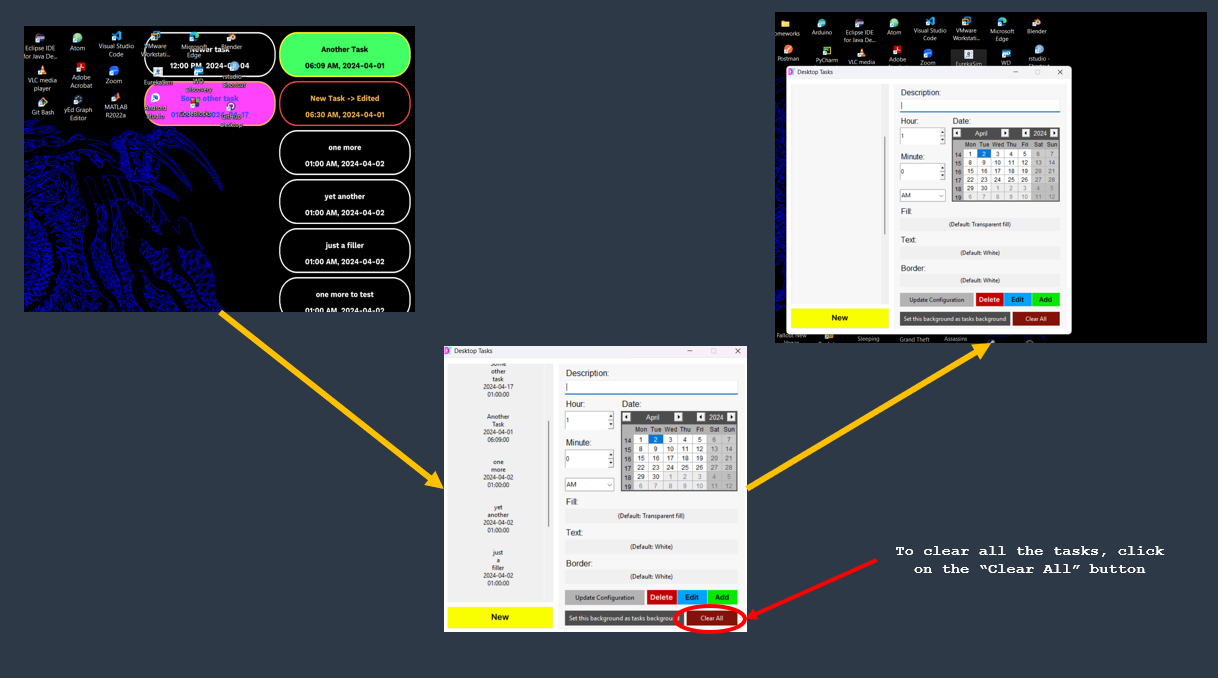 Eclipse IDE
for Java De...
Atom
Visual Studio
Code
VMware
Workstati...
Microsoft
Edge
Blender
VLC media
player
Adobe
Acrobat
Zoom
EurekaSim
WD
Discovery
rstudio -
Shortcut
Git Bash
yEd Graph
Editor
MATLAB
R2022a
Android
Studio
CodeBlocks
GitHub
Desktop
Newer task
12:00 PM, 2024-04-04
Some other task
01:00 AM, 2024-04-17
Another Task
06:09 AM, 2024-04-01
New Task -> Edited
06:30 AM, 2024-04-01
one more
01:00 AM, 2024-04-02
yet another
01:00 AM, 2024-04-02
just a filler
01:00 AM, 2024-04-02
one more to test
01:00 AM, 2024-04-02
omeworks
Arduino
Eclipse IDE
for Java De...
Atom
Visual Studio
Code
VMware
Workstati...
Microsoft
Edge
Blender
Postman
PyCharm
VLC media
Adobe
Zoom
EurekaSim
WD
rstudio -
Desktop Tasks
Description:
Hour:
Date:
1
April
2024
Mon Tue Wed Thu Fri Sat Sun
14 1 2 3 4 5 6 7
15 8 9 10 11 12 13 14
16 15 16 17 18 19 20 21
17 22 23 24 25 26 27 28
18 29 30 1 2 3 4 5
19 6 7 8 9 10 11 12
Minute:
0
AM
Fill:
(Default: Transparent fill)
Text:
(Default: White)
Border:
(Default: White)
Update Configuration
Delete
Edit
Add
New
Set this background as tasks background
Clear All
Fallout New
Sleeping
Grand Theft
Assassins
Desktop Tasks
Some
other
task
2024-04-17
01:00:00
Another
Task
2024-04-01
06:09:00
one
more
2024-04-02
01:00:00
yet
another
2024-04-02
01:00:00
just
a
filler
2024-04-02
01:00:00
Description:
Hour:
Date:
1
April
2024
Mon Tue Wed Thu Fri Sat Sun
14 1 2 3 4 5 6 7
15 8 9 10 11 12 13 14
16 15 16 17 18 19 20 21
17 22 23 24 25 26 27 28
18 29 30 1 2 3 4 5
19 6 7 8 9 10 11 12
Minute:
0
AM
Fill:
(Default: Transparent fill)
Text:
(Default: White)
Border:
(Default: White)
Update Configuration
Delete
Edit
Add
New
Set this background as tasks background
Clear All
To clear all the tasks, click
on the “Clear All” button